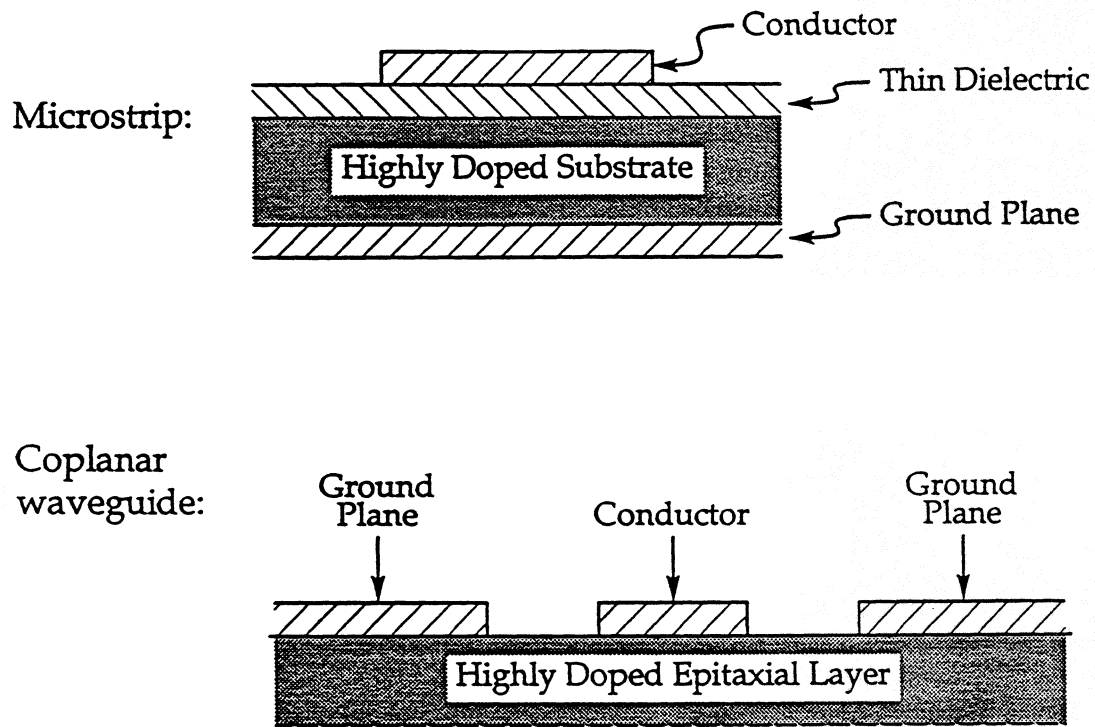 Conductor
Thin Dielectric
Microstrip:
Highly Doped Substrate
Ground Plane
Coplanar
waveguide:
Ground
Plane
Conductor
Ground
Plane
Highly Doped Epitaxial Layer